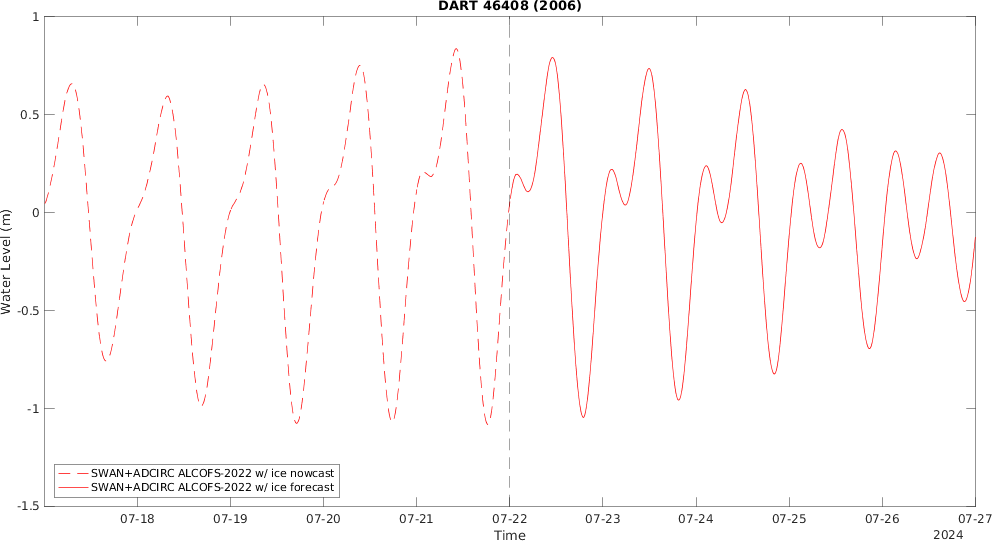 DART 46408 (2006)
1
0.5
0
-0.5
-1
-1.5
Water Level (m)
SWAN+ADCIRC ALCOFS-2022 w/ ice nowcast
SWAN+ADCIRC ALCOFS-2022 w/ ice forecast
07-18 07-19 07-20 07-21 07-22 07-23 07-24 07-25 07-26 07-27
Time
2024